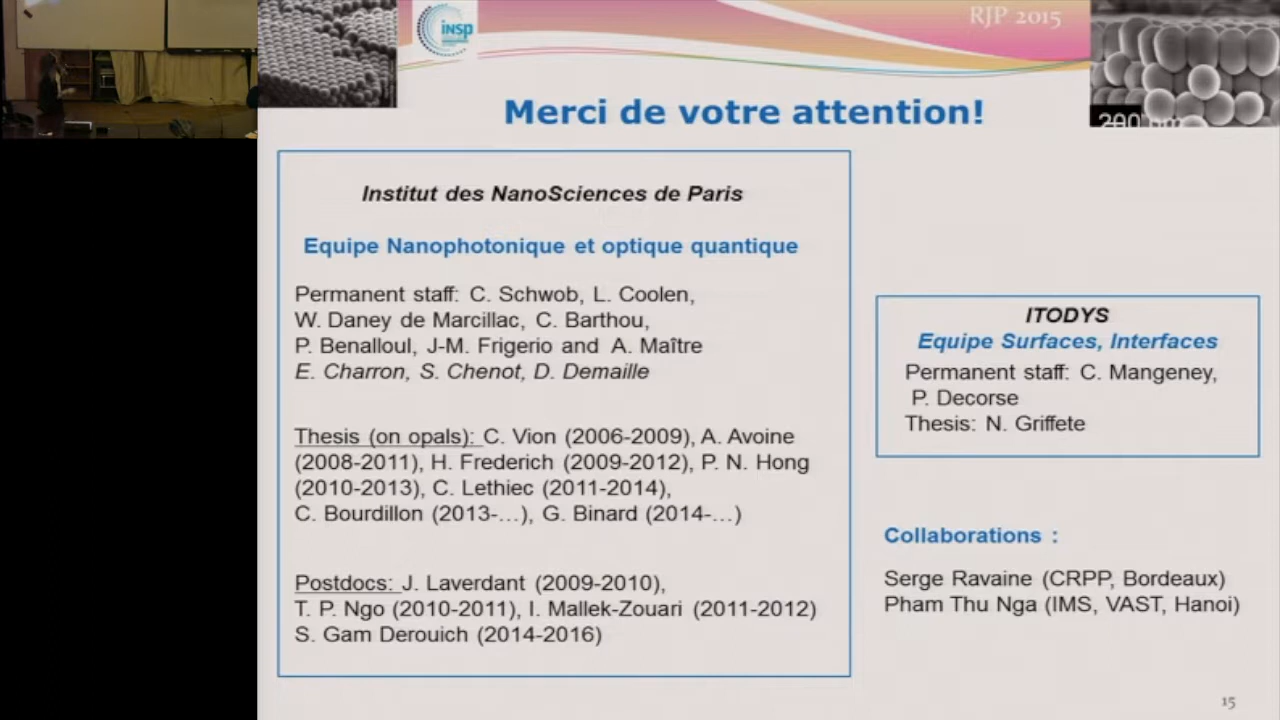 insp
RJP 2015
200 nm
Merci de votre attention!
Institut des NanoSciences de Paris
Equipe Nanophotonique et optique quantique
Permanent staff: C. Schwob, L. Coolen,
W. Daney de Marcillac, C. Barthou,
P. Benalloul, J-M. Frigerio and A. Maître
E. Charron, S. Chenot, D. Demaille
Thesis (on opals): C. Vion (2006-2009), A. Avoine
(2008-2011), H. Frederich (2009-2012), P. N. Hong
(2010-2013), C. Lethiec (2011-2014),
C. Bourdillon (2013-…), G. Binard (2014-…)
Postdocs: J. Laverdant (2009-2010),
T. P. Ngo (2010-2011), I. Mallek-Zouari (2011-2012)
S. Gam Derouich (2014-2016)
ITODYS
Equipe Surfaces, Interfaces
Permanent staff: C. Mangeney,
P. Decorse
Thesis: N. Griffete
Collaborations :
Serge Ravaine (CRPP, Bordeaux)
Pham Thu Nga (IMS, VAST, Hanoi)
15